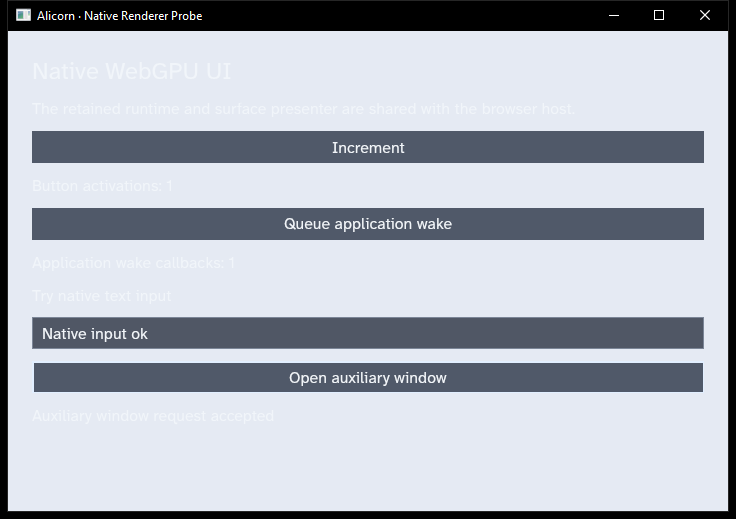 Alicorn · Native Renderer Probe
Native WebGPU UI
The retained runtime and surface presenter are shared with the browser host.
Increment
Button activations: 1
Queue application wake
Application wake callbacks: 1
Try native text input
Native input ok
Open auxiliary window
Auxiliary window request accepted